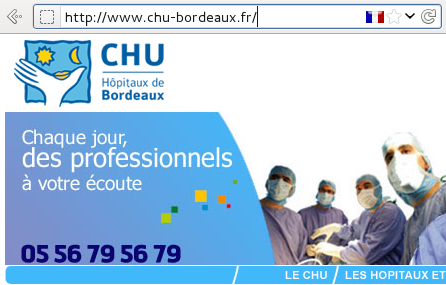 http://www.chu-bordeaux.fr/
CHU
Hôpitaux de
Bordeaux
Chaque jour,
des professionnels
à votre écoute
05 56 79 56 79
LE CHU / LES HOPITAUX ET